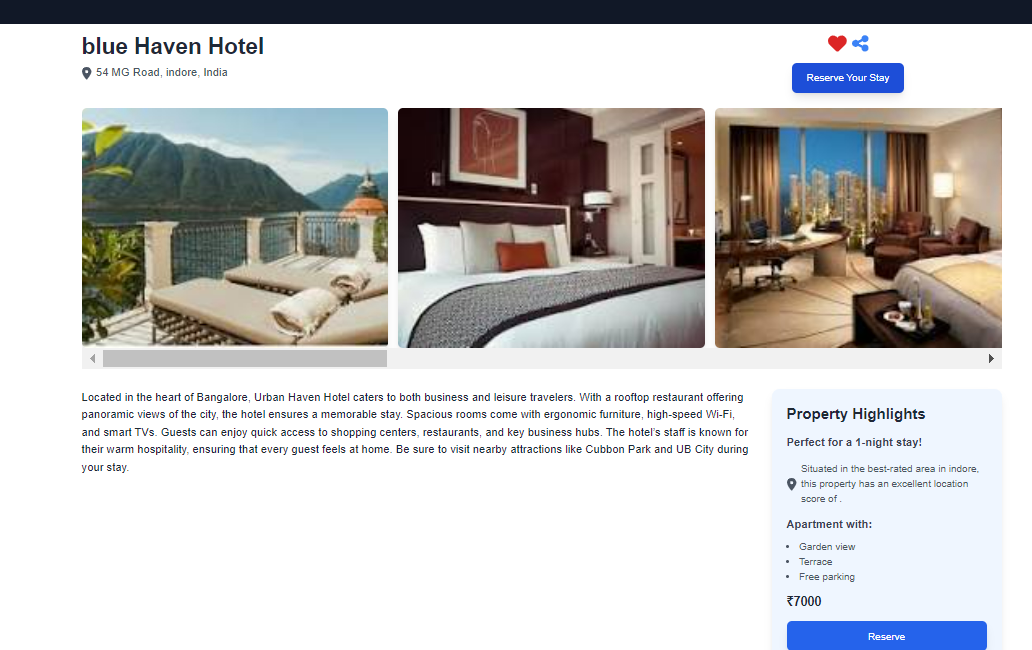 blue Haven Hotel
54 MG Road, indore, India
Reserve Your Stay
Located in the heart of Bangalore, Urban Haven Hotel caters to both business and leisure travelers. With a rooftop restaurant offering
panoramic views of the city, the hotel ensures a memorable stay. Spacious rooms come with ergonomic furniture, high-speed Wi-Fi,
and smart TVs. Guests can enjoy quick access to shopping centers, restaurants, and key business hubs. The hotel's staff is known for
their warm hospitality, ensuring that every guest feels at home. Be sure to visit nearby attractions like Cubbon Park and UB City during
your stay.
Property Highlights
Perfect for a 1-night stay!
Situated in the best-rated area in indore,
this property has an excellent location
score of .
Apartment with:
Garden view
Terrace
Free parking
₹7000
Reserve